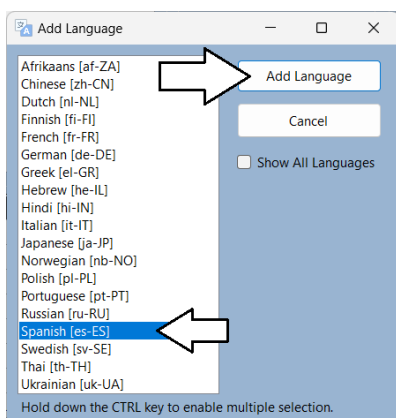 Add Language
Afrikaans [af-ZA]
Chinese [zh-CN]
Dutch [nl-NL]
Finnish [fi-FI]
French [fr-FR]
German [de-DE]
Greek [el-GR]
Hebrew [he-IL]
Hindi [hi-IN]
Italian [it-IT]
Japanese [ja-JP]
Norwegian [nb-NO]
Polish [pl-PL]
Portuguese [pt-PT]
Russian [ru-RU]
Spanish [es-ES]
Swedish [sv-SE]
Thai [th-TH]
Ukrainian [uk-UA]
Add Language
Cancel
Show All Languages
Hold down the CTRL key to enable multiple selection.